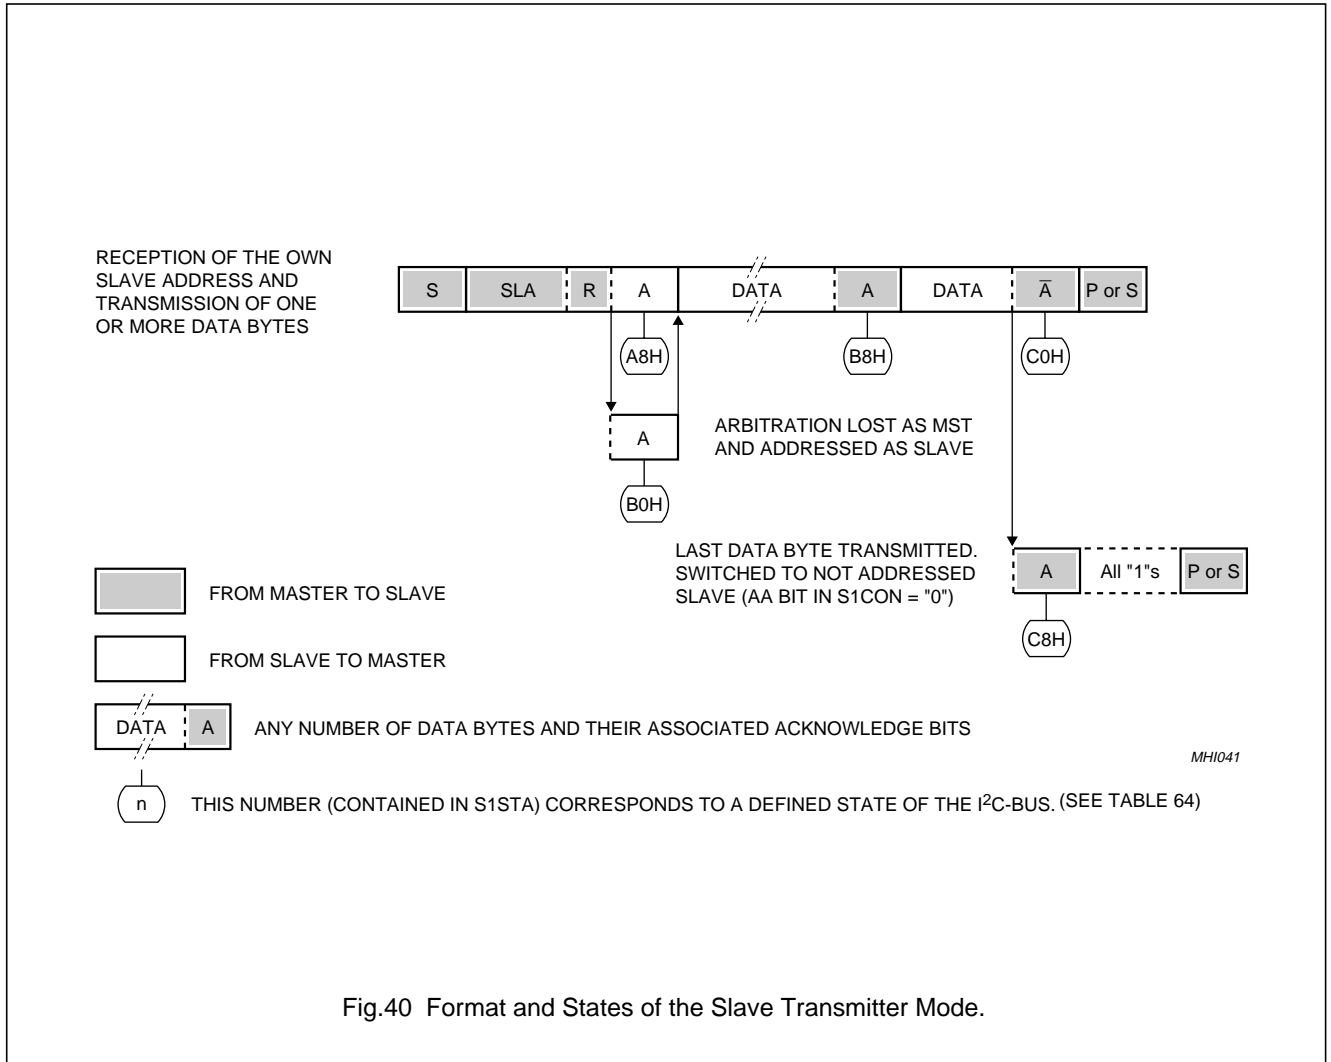 RECEPTION OF THE OWN
SLAVE ADDRESS AND
TRANSMISSION OF ONE
OR MORE DATA BYTES
S SLA R A DATA A DATA A̅ P or S
A8H B8H C0H
A
ARBITRATION LOST AS MST
AND ADDRESSED AS SLAVE
B0H
LAST DATA BYTE TRANSMITTED.
SWITCHED TO NOT ADDRESSED
SLAVE (AA BIT IN S1CON = "0")
A All "1"s P or S
C8H
FROM MASTER TO SLAVE
FROM SLAVE TO MASTER
DATA A ANY NUMBER OF DATA BYTES AND THEIR ASSOCIATED ACKNOWLEDGE BITS
MHI041
n THIS NUMBER (CONTAINED IN S1STA) CORRESPONDS TO A DEFINED STATE OF THE I²C-BUS. (SEE TABLE 64)
Fig.40 Format and States of the Slave Transmitter Mode.